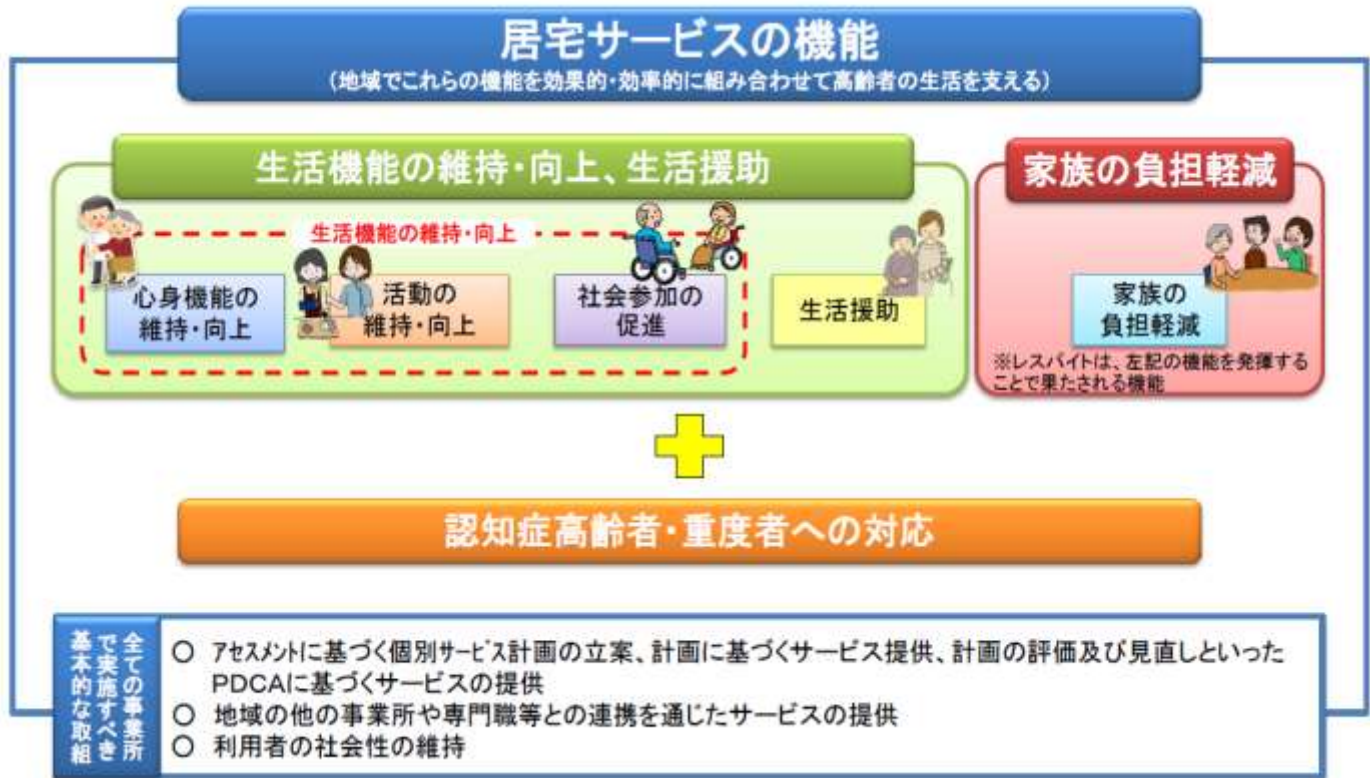 居宅サービスの機能
(地域でこれらの機能を効果的・効率的に組み合わせて高齢者の生活を支える)
生活機能の維持・向上、生活援助
家族の負担軽減
生活機能の維持・向上
心身機能の
維持・向上
活動の
維持・向上
社会参加の
促進
生活援助
家族の
負担軽減
※レスパイトは、左記の機能を発揮する
ことで果たされる機能
認知症高齢者・重度者への対応
全ての事業所
で実施すべき
基本的な取組
○ アセスメントに基づく個別サービス計画の立案、計画に基づくサービス提供、計画の評価及び見直しといった
PDCAに基づくサービスの提供
○ 地域の他の事業所や専門職等との連携を通じたサービスの提供
○ 利用者の社会性の維持